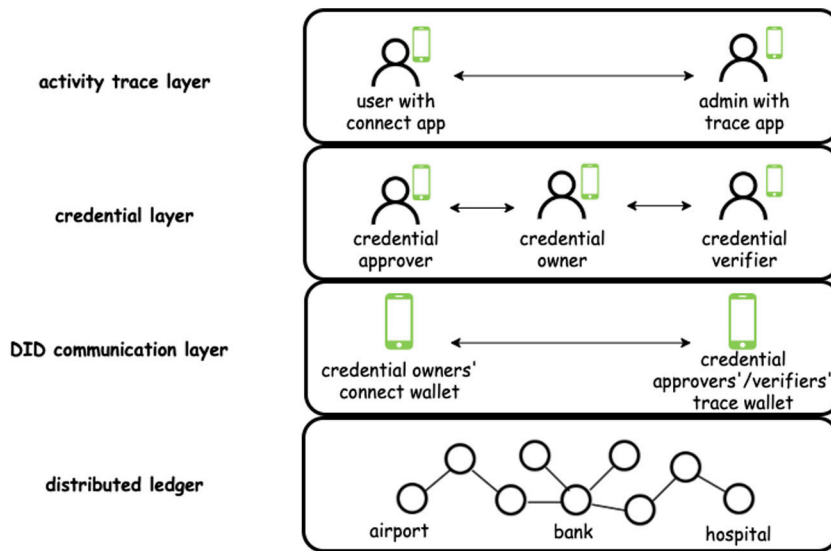 activity trace layer
user with
connect app
admin with
trace app
credential layer
credential
approver
credential
owner
credential
verifier
DID communication layer
credential owners'
connect wallet
credential
approvers'/verifiers'
trace wallet
distributed ledger
airport
bank
hospital